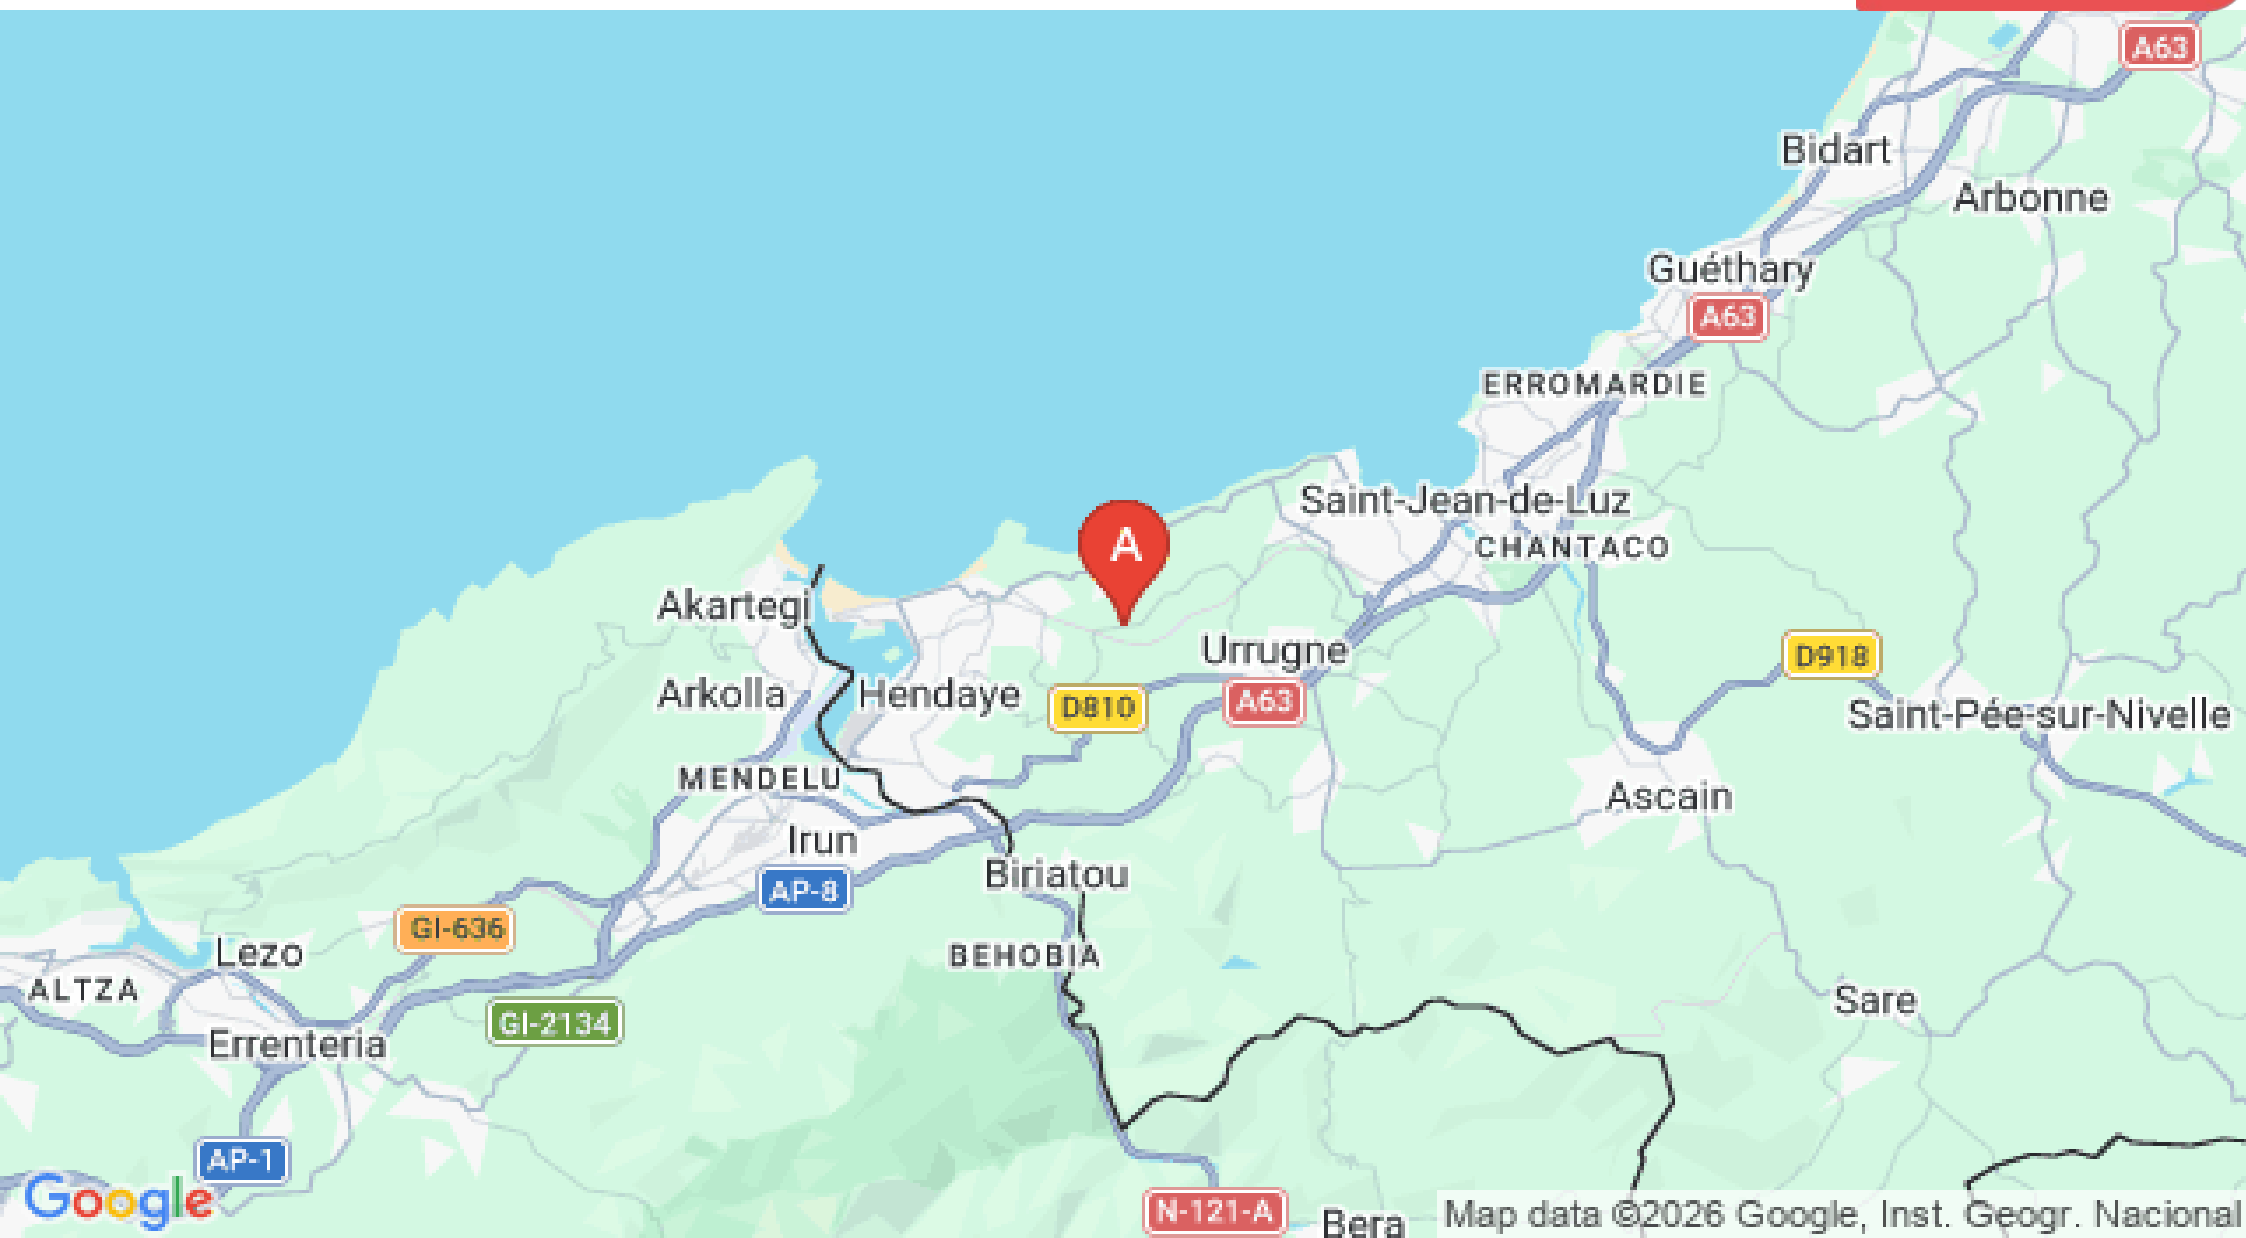 A63
Bidart
Arbonne
Guéthary
A63
ERROMARDIE
Saint-Jean-de-Luz
CHANTACO
A
Akartegi
Urrugne
D918
Arkolla
Hendaye
D810
A63
Saint-Pée-sur-Nivelle
MENDELU
Ascain
Irun
Biriatou
AP-8
GI-636
Lezo
BEHOBIA
ALTZA
Sare
GI-2134
Errenteria
AP-1
Google
N-121-A
Bera
Map data ©2026 Google, Inst. Geogr. Nacional